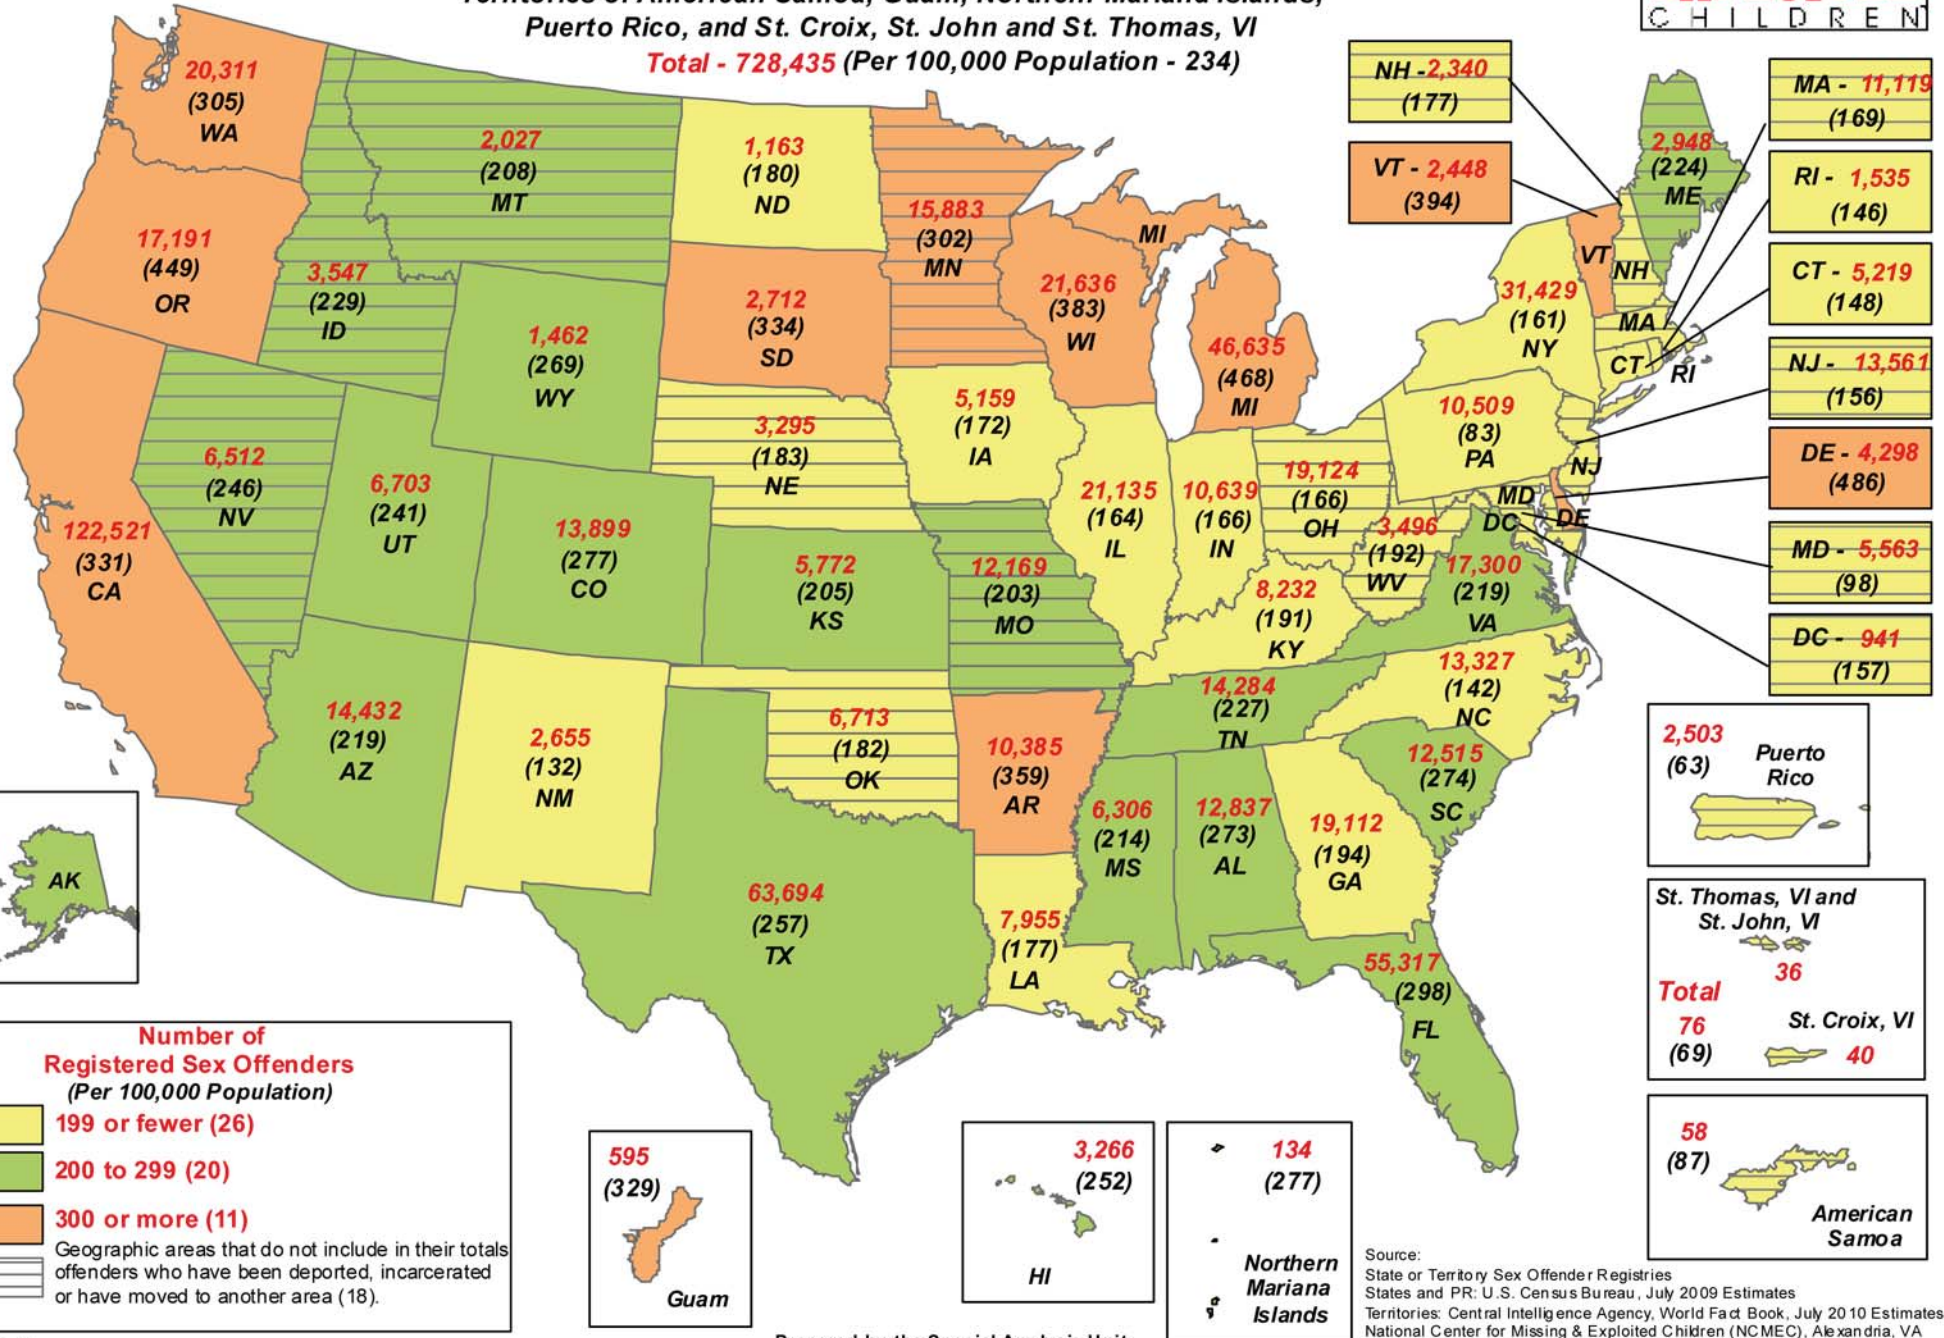 Territories of American Samoa, Guam, Northern Mariana Islands,
Puerto Rico, and St. Croix, St. John and St. Thomas, VI
Total - 728,435 (Per 100,000 Population - 234)
CHILDREN
20,311
(305)
WA
17,191
(449)
OR
122,521
(331)
CA
3,547
(229)
ID
6,512
(246)
NV
2,027
(208)
MT
1,462
(269)
WY
6,703
(241)
UT
13,899
(277)
CO
14,432
(219)
AZ
2,655
(132)
NM
1,163
(180)
ND
2,712
(334)
SD
3,295
(183)
NE
5,772
(205)
KS
6,713
(182)
OK
63,694
(257)
TX
15,883
(302)
MN
5,159
(172)
IA
12,169
(203)
MO
10,385
(359)
AR
7,955
(177)
LA
21,636
(383)
WI
MI
46,635
(468)
MI
21,135
(164)
IL
10,639
(166)
IN
19,124
(166)
OH
8,232
(191)
KY
14,284
(227)
TN
6,306
(214)
MS
12,837
(273)
AL
19,112
(194)
GA
55,317
(298)
FL
12,515
(274)
SC
13,327
(142)
NC
17,300
(219)
VA
3,496
(192)
WV
10,509
(83)
PA
31,429
(161)
NY
2,948
(224)
ME
VT
NH
MA
CT
RI
NJ
MD
DE
DC
NH - 2,340
(177)
VT - 2,448
(394)
MA - 11,119
(169)
RI - 1,535
(146)
CT - 5,219
(148)
NJ - 13,561
(156)
DE - 4,298
(486)
MD - 5,563
(98)
DC - 941
(157)
2,503
(63)
Puerto
Rico
St. Thomas, VI and
St. John, VI
36
Total
76
(69)
St. Croix, VI
40
58
(87)
American
Samoa
AK
Number of
Registered Sex Offenders
(Per 100,000 Population)
199 or fewer (26)
200 to 299 (20)
300 or more (11)
Geographic areas that do not include in their totals
offenders who have been deported, incarcerated
or have moved to another area (18).
595
(329)
Guam
3,266
(252)
HI
134
(277)
Northern
Mariana
Islands
Source:
State or Territory Sex Offender Registries
States and PR: U.S. Census Bureau, July 2009 Estimates
Territories: Central Intelligence Agency, World Fact Book, July 2010 Estimates
National Center for Missing & Exploited Children (NCMEC), Alexandria, VA
Prepared by the Special Analysis Unit